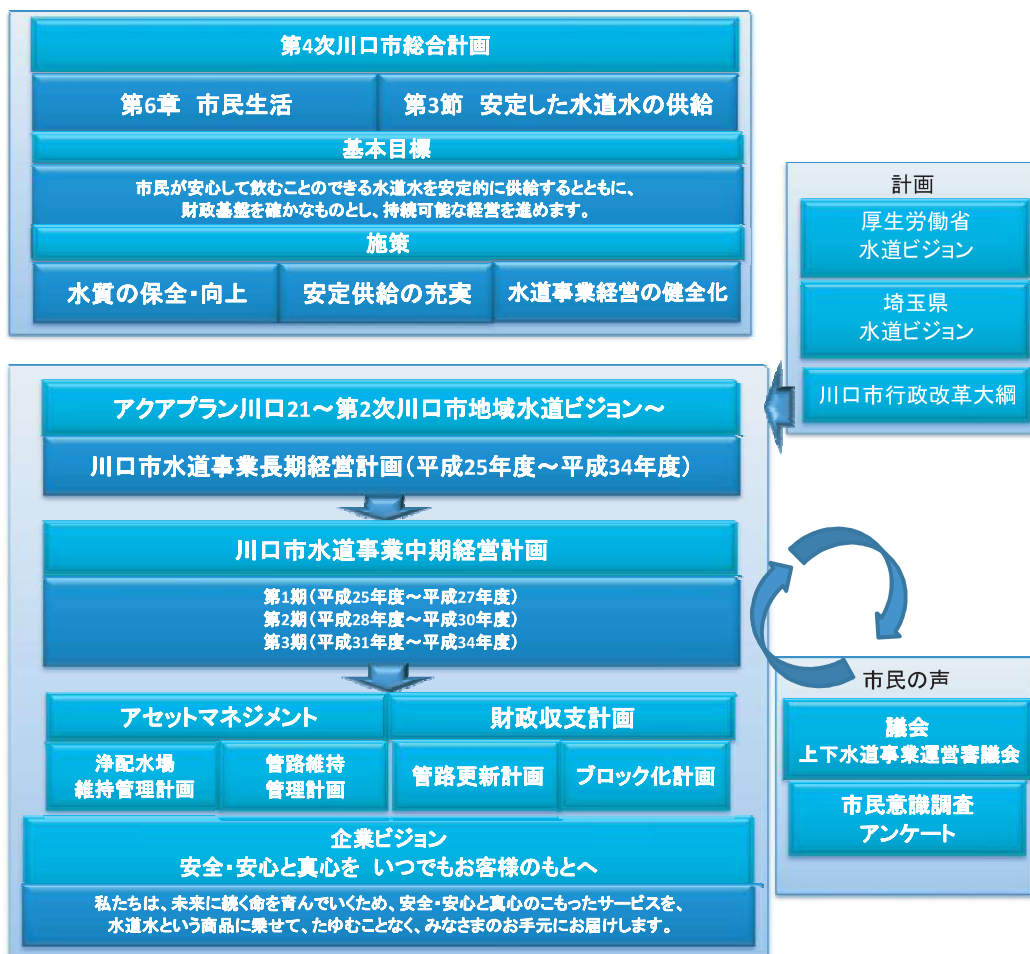 第4次川口市総合計画
第6章 市民生活
第3節 安定した水道水の供給
基本目標
市民が安心して飲むことのできる水道水を安定的に供給するとともに、
財政基盤を確かなものとし、持続可能な経営を進めます。
施策
水質の保全・向上
安定供給の充実
水道事業経営の健全化
計画
厚生労働省
水道ビジョン
埼玉県
水道ビジョン
川口市行政改革大綱
アクアプラン川口21～第2次川口市地域水道ビジョン～
川口市水道事業長期経営計画（平成25年度～平成34年度）
川口市水道事業中期経営計画
第1期（平成25年度～平成27年度）
第2期（平成28年度～平成30年度）
第3期（平成31年度～平成34年度）
アセットマネジメント
財政収支計画
浄配水場
維持管理計画
管路維持
管理計画
管路更新計画
ブロック化計画
企業ビジョン
安全・安心と真心を いつでもお客様のもとへ
私たちは、未来に続く命を育んでいくため、安全・安心と真心のこもったサービスを、
水道水という商品に乗せて、たゆむことなく、みなさまのお手元にお届けします。
市民の声
議会
上下水道事業運営審議会
市民意識調査
アンケート